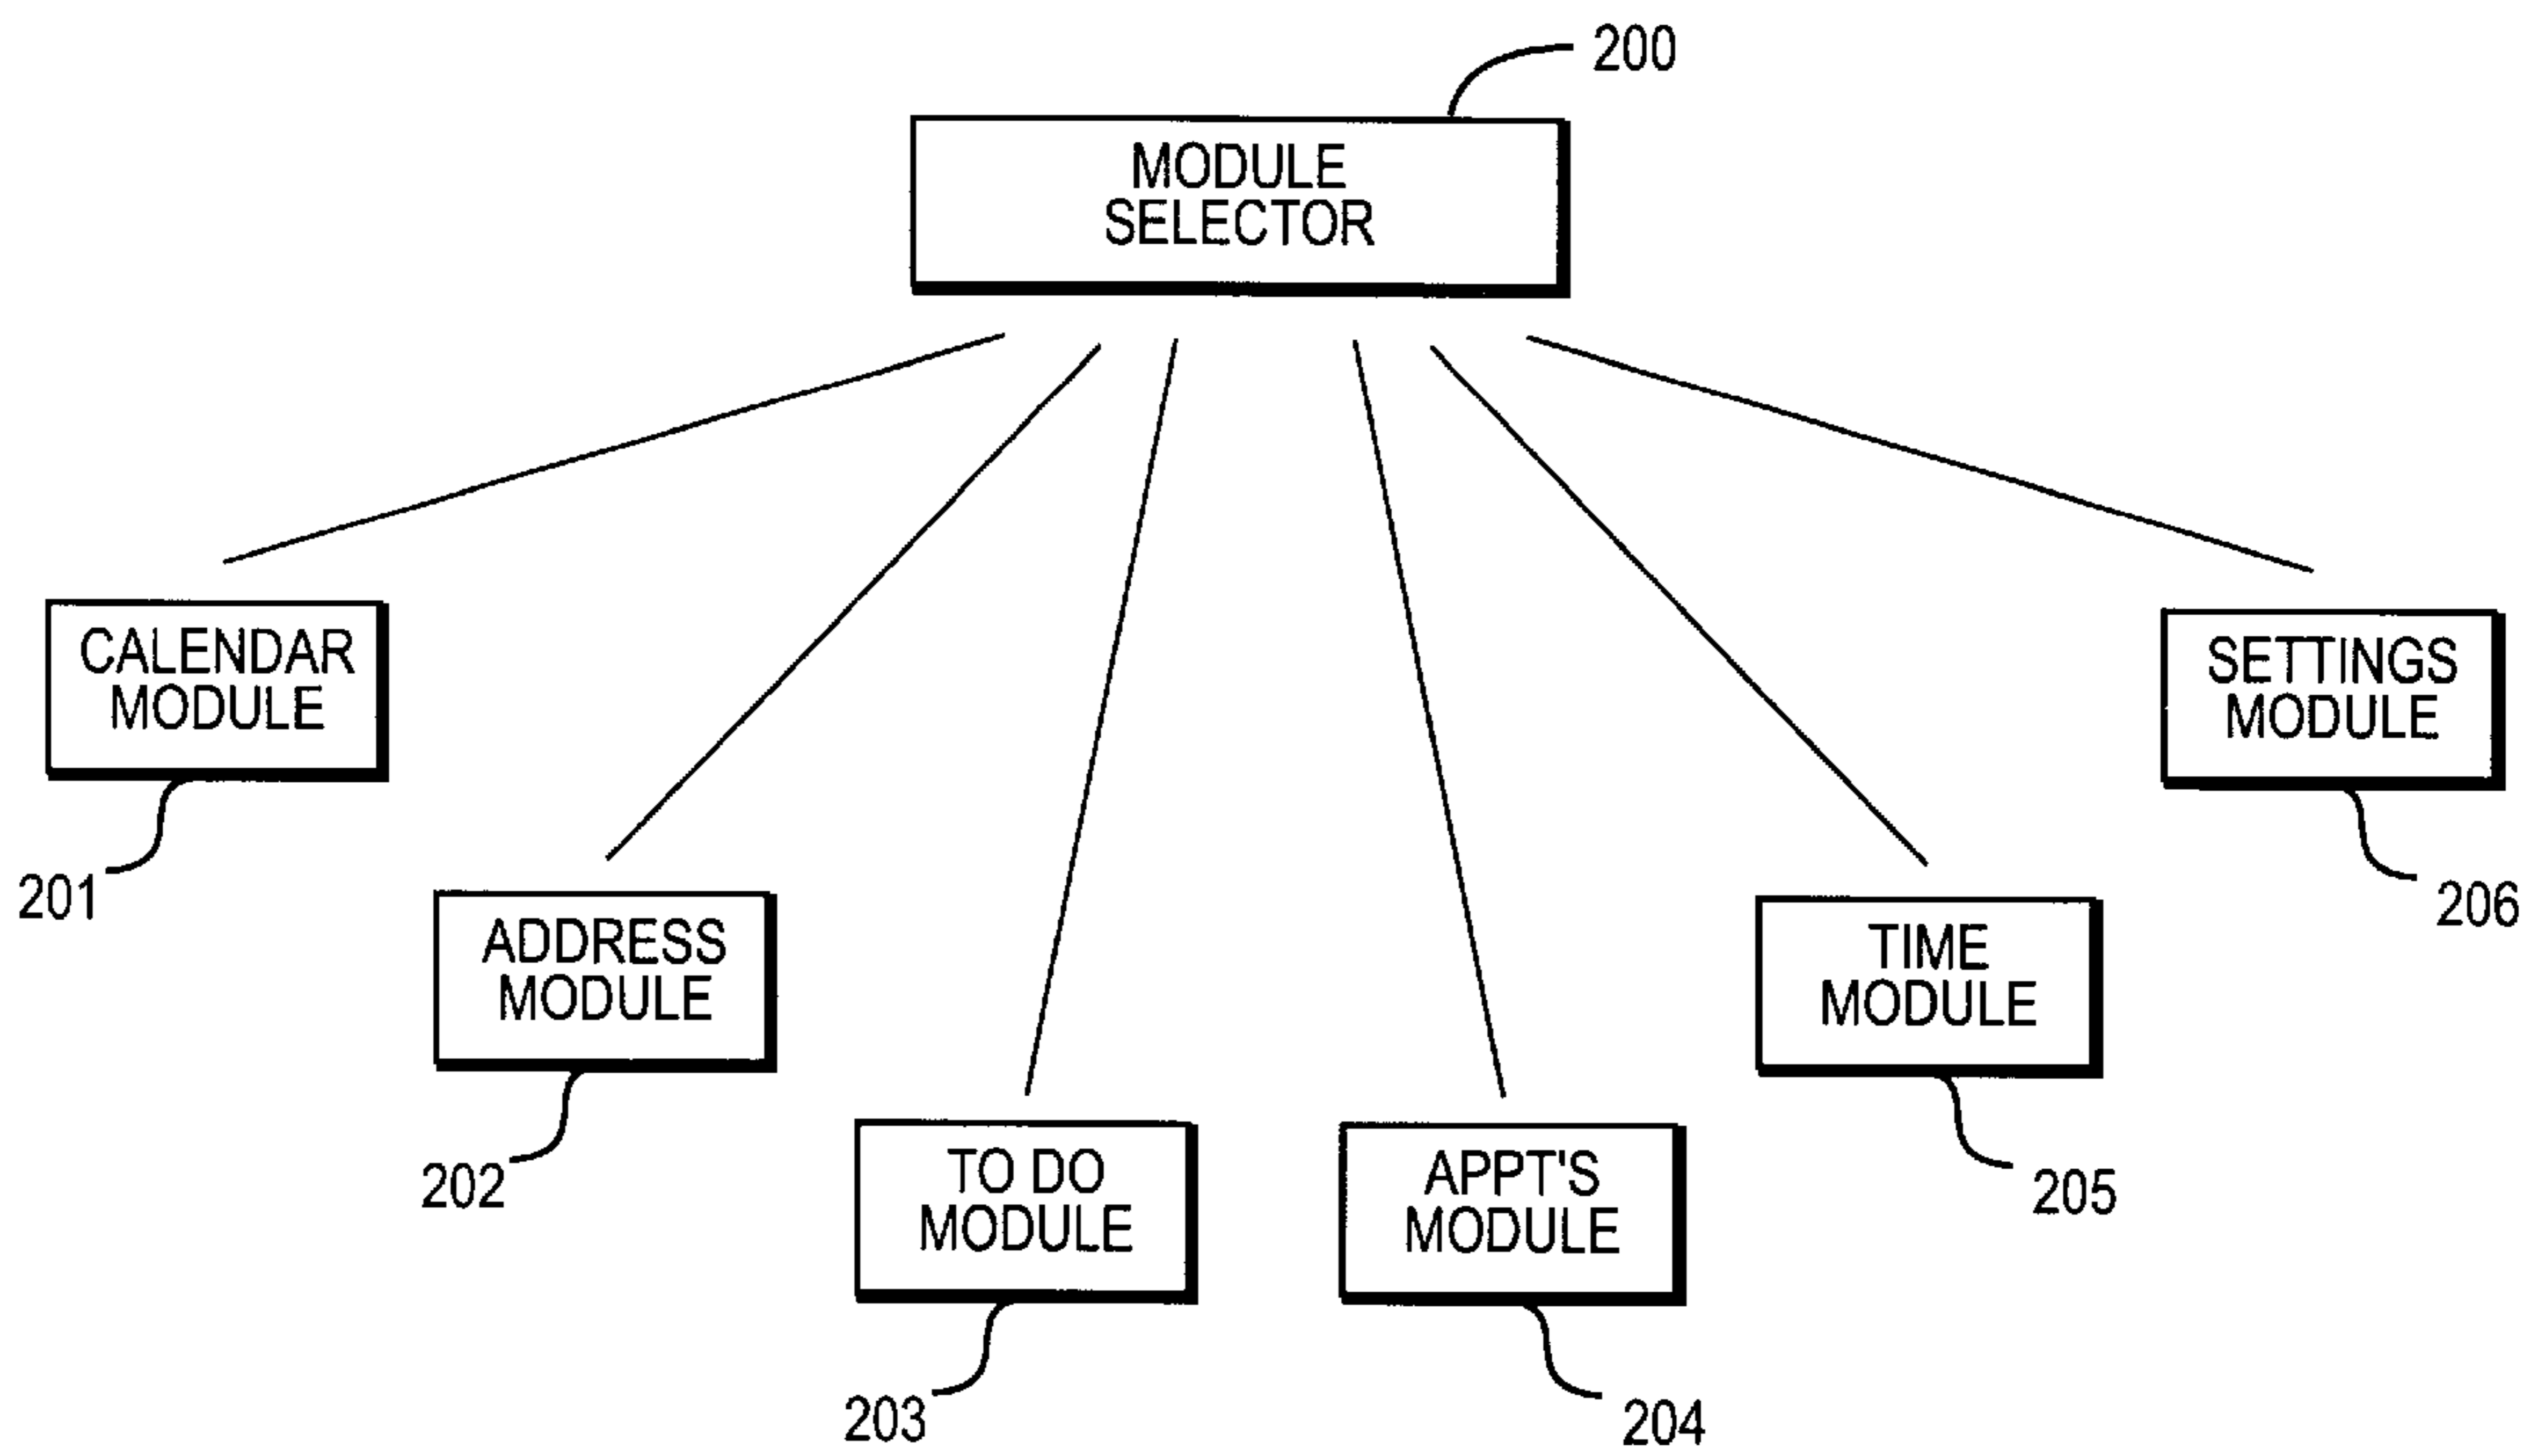 200
MODULE
SELECTOR
CALENDAR
MODULE
201
SETTINGS
MODULE
206
ADDRESS
MODULE
202
TIME
MODULE
205
TO DO
MODULE
203
APPT'S
MODULE
204